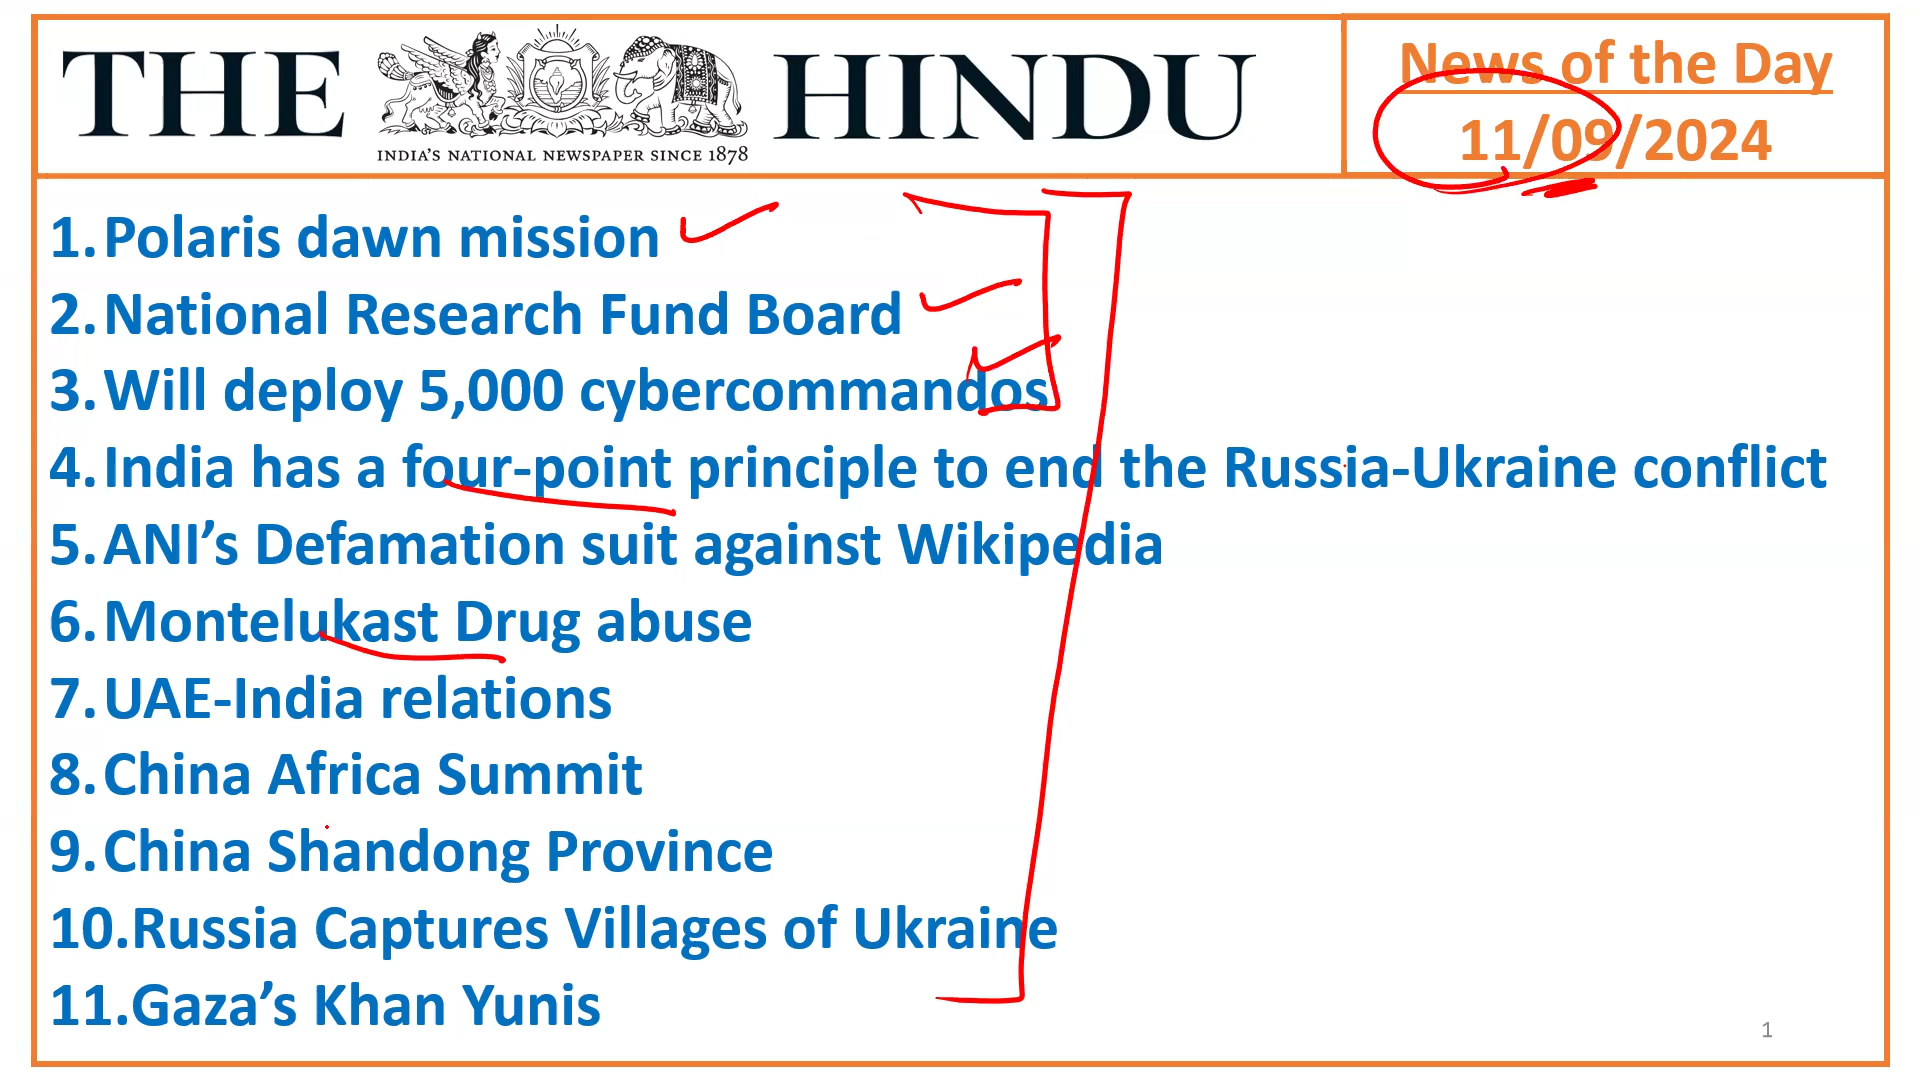 THE HINDU
INDIA'S NATIONAL NEWSPAPER SINCE 1878
News of the Day
11/09/2024
1. Polaris dawn mission
2. National Research Fund Board
3. Will deploy 5,000 cybercommandos
4. India has a four-point principle to end the Russia-Ukraine conflict
5. ANI’s Defamation suit against Wikipedia
6. Montelukast Drug abuse
7. UAE-India relations
8. China Africa Summit
9. China Shandong Province
10. Russia Captures Villages of Ukraine
11. Gaza’s Khan Yunis
1